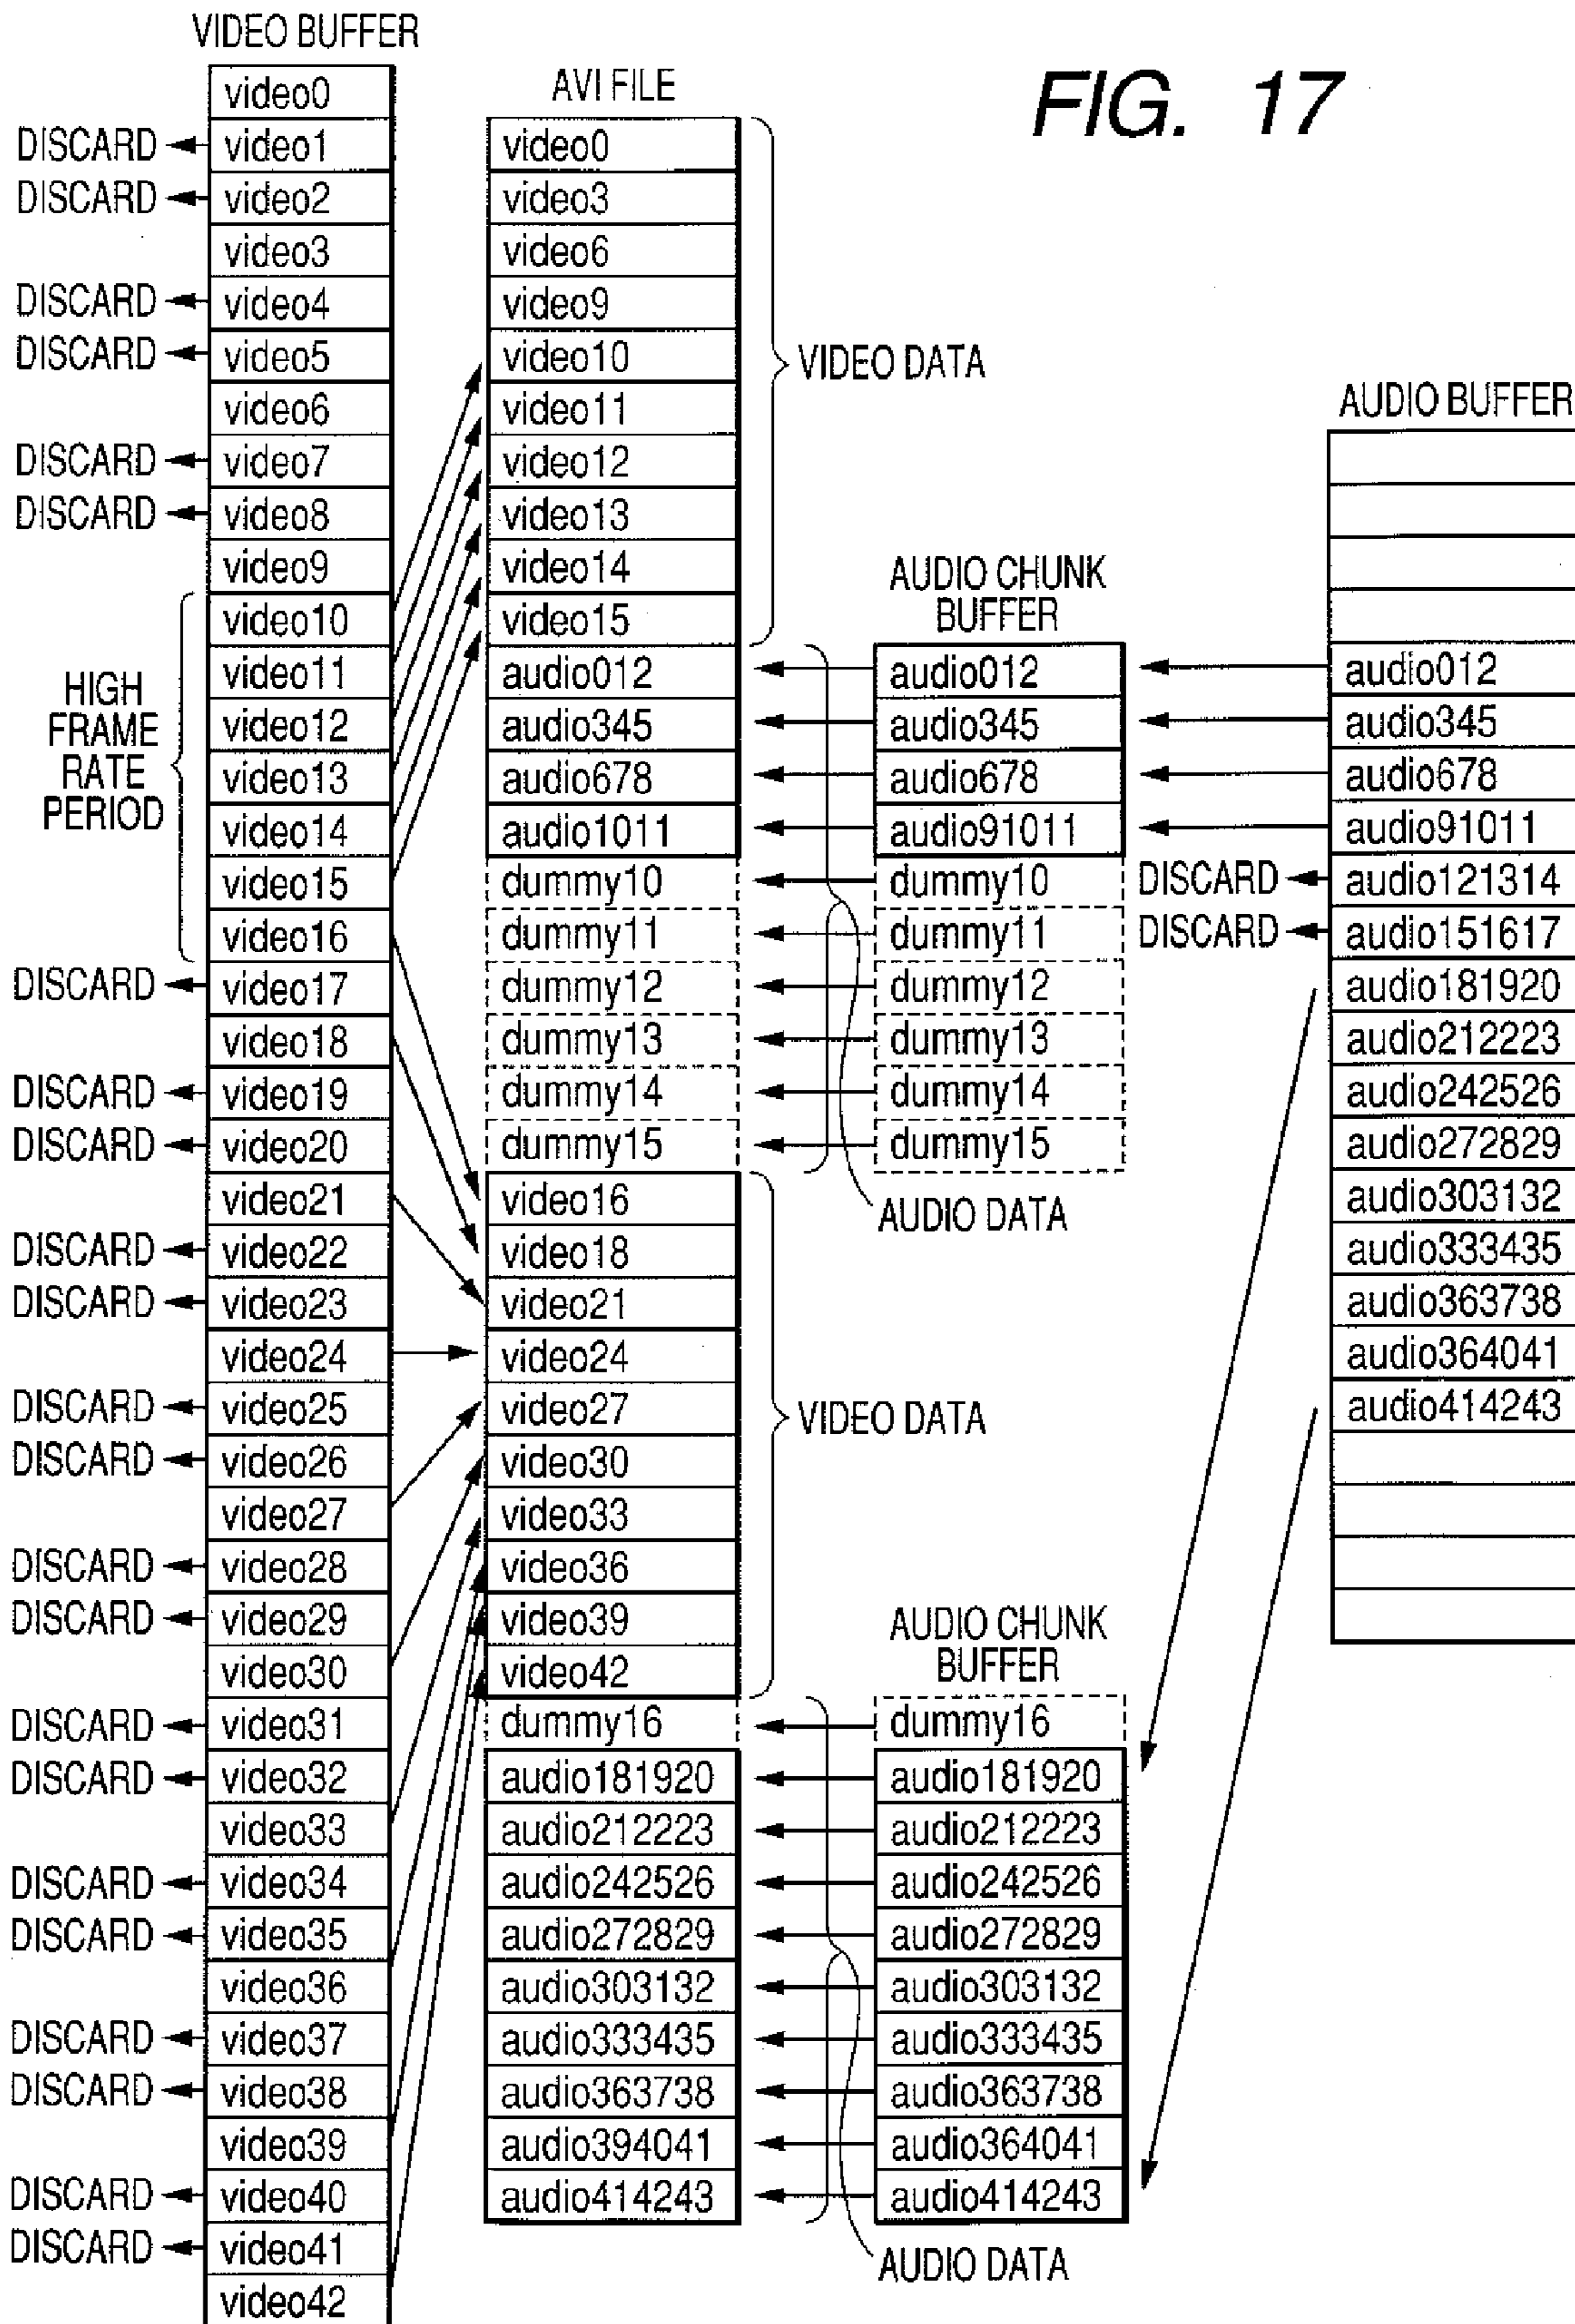 FIG. 17
VIDEO BUFFER
video0
DISCARD video1
DISCARD video2
video3
DISCARD video4
DISCARD video5
video6
DISCARD video7
DISCARD video8
video9
HIGH
FRAME
RATE
PERIOD
video10
video11
video12
video13
video14
video15
video16
DISCARD video17
video18
DISCARD video19
DISCARD video20
video21
DISCARD video22
DISCARD video23
video24
DISCARD video25
DISCARD video26
video27
DISCARD video28
DISCARD video29
video30
DISCARD video31
DISCARD video32
video33
DISCARD video34
DISCARD video35
video36
DISCARD video37
DISCARD video38
video39
DISCARD video40
DISCARD video41
video42
AVI FILE
video0
video3
video6
video9
video10
video11
video12
video13
video14
video15
audio012
audio345
audio678
audio1011
dummy10
dummy11
dummy12
dummy13
dummy14
dummy15
video16
video18
video21
video24
video27
video30
video33
video36
video39
video42
dummy16
audio181920
audio212223
audio242526
audio272829
audio303132
audio333435
audio363738
audio394041
audio414243
VIDEO DATA
AUDIO CHUNK
BUFFER
audio012
audio345
audio678
audio91011
dummy10
dummy11
dummy12
dummy13
dummy14
dummy15
AUDIO DATA
VIDEO DATA
AUDIO CHUNK
BUFFER
dummy16
audio181920
audio212223
audio242526
audio272829
audio303132
audio333435
audio363738
audio364041
audio414243
AUDIO DATA
AUDIO BUFFER
audio012
audio345
audio678
audio91011
DISCARD audio121314
DISCARD audio151617
audio181920
audio212223
audio242526
audio272829
audio303132
audio333435
audio363738
audio364041
audio414243